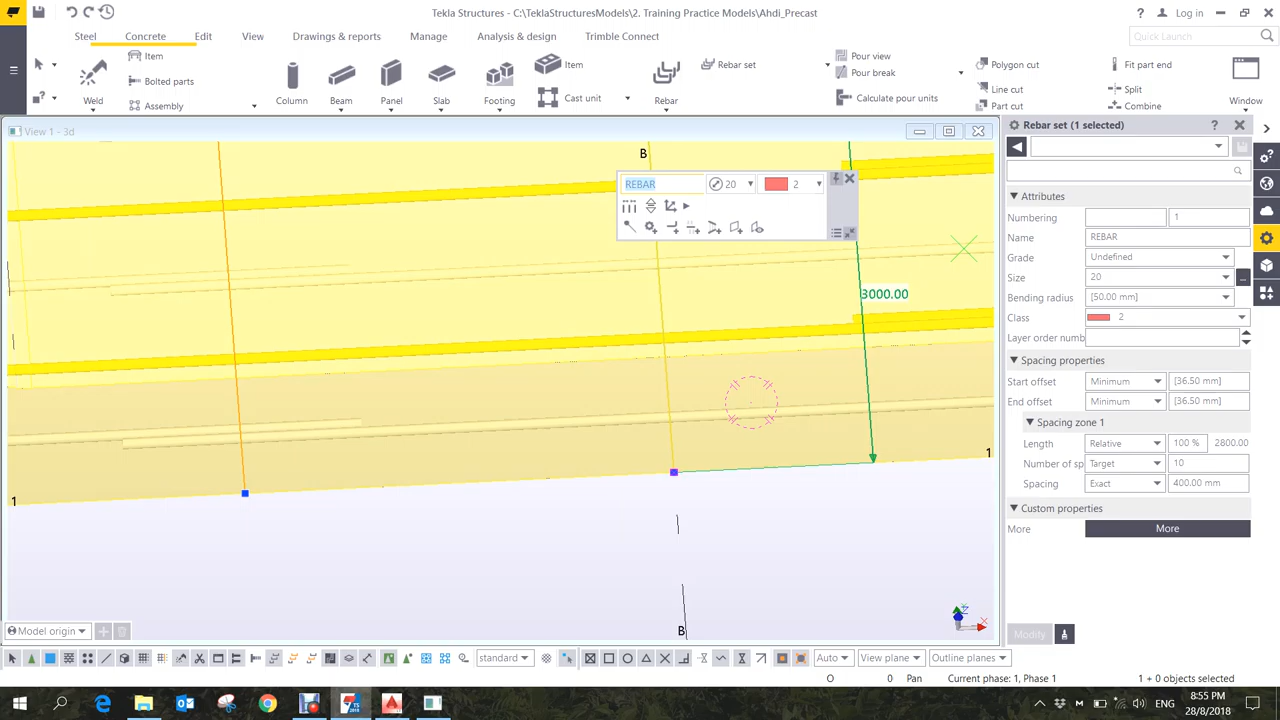 Tekla Structures - C:\TeklaStructuresModels\2. Training Practice Models\Ahdi_Precast
Log in
Steel Concrete Edit View Drawings & reports Manage Analysis & design Trimble Connect
Quick Launch
Item
Bolted parts
Assembly
Weld
Column
Beam
Panel
Slab
Footing
Item
Cast unit
Rebar
Rebar set
Pour view
Pour break
Calculate pour units
Polygon cut
Line cut
Part cut
Fit part end
Split
Combine
Window
View 1 - 3d
B
REBAR 20 2
3000.00
1
1
B
Rebar set (1 selected)
Attributes
Numbering 1
Name REBAR
Grade Undefined
Size 20
Bending radius [50.00 mm]
Class 2
Layer order numb
Spacing properties
Start offset Minimum [36.50 mm]
End offset Minimum [36.50 mm]
Spacing zone 1
Length Relative 100 % 2800.00
Number of sp Target 10
Spacing Exact 400.00 mm
Custom properties
More More
Modify
Model origin
standard
Auto
View plane
Outline planes
O 0 Pan Current phase: 1, Phase 1 1 + 0 objects selected
8:55 PM
28/8/2018